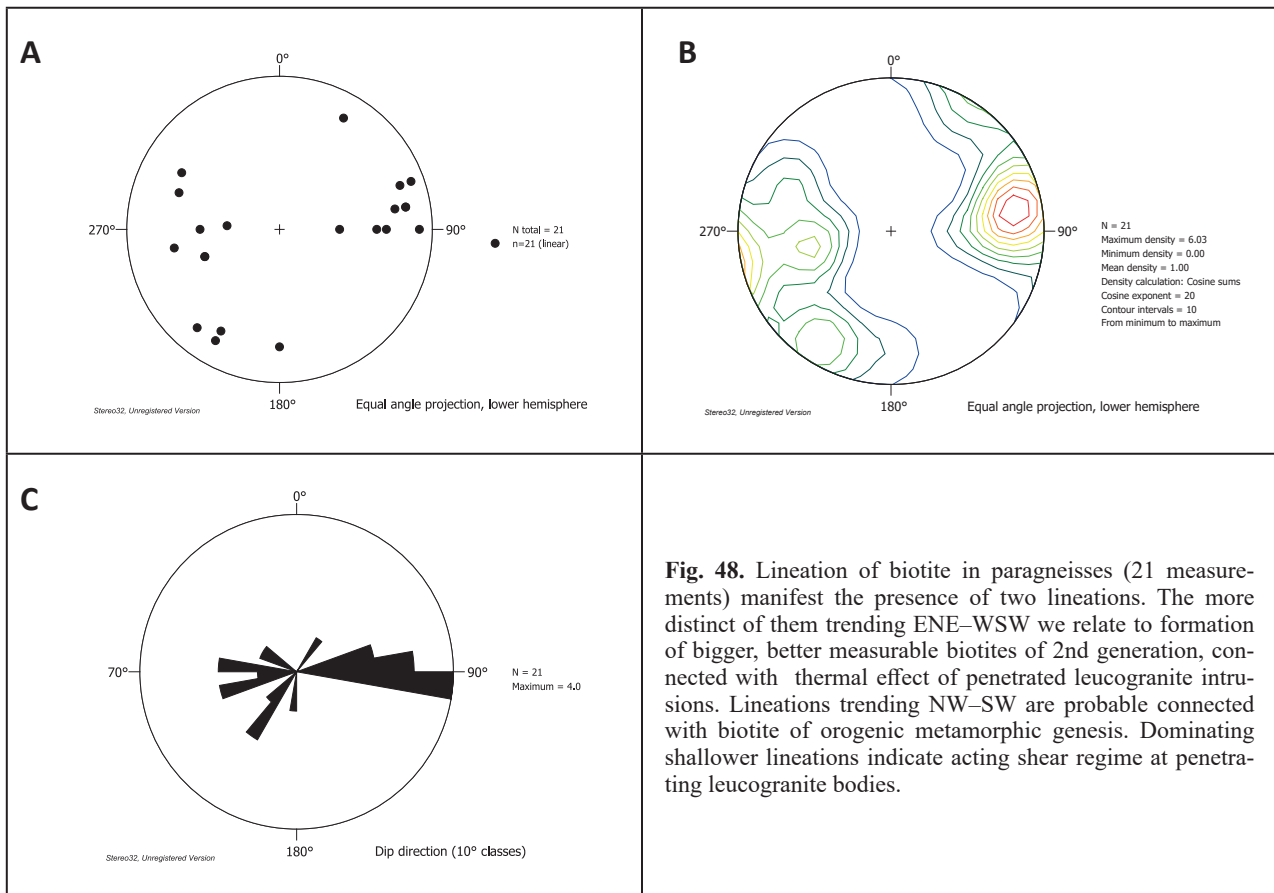 A
0°
270°
90°
N total = 21
n=21 (linear)
180°
Stereo32, Unregistered Version
Equal angle projection, lower hemisphere
B
0°
270°
90°
N = 21
Maximum density = 6.03
Minimum density = 0.00
Mean density = 1.00
Density calculation: Cosine sums
Cosine exponent = 20
Contour intervals = 10
From minimum to maximum
180°
Stereo32, Unregistered Version
Equal angle projection, lower hemisphere
C
0°
70°
90°
N = 21
Maximum = 4.0
180°
Stereo32, Unregistered Version
Dip direction (10° classes)
Fig. 48. Lineation of biotite in paragneisses (21 measure-
ments) manifest the presence of two lineations. The more
distinct of them trending ENE–WSW we relate to formation
of bigger, better measurable biotites of 2nd generation, con-
nected with thermal effect of penetrated leucogranite intru-
sions. Lineations trending NW–SW are probable connected
with biotite of orogenic metamorphic genesis. Dominating
shallower lineations indicate acting shear regime at penetra-
ting leucogranite bodies.